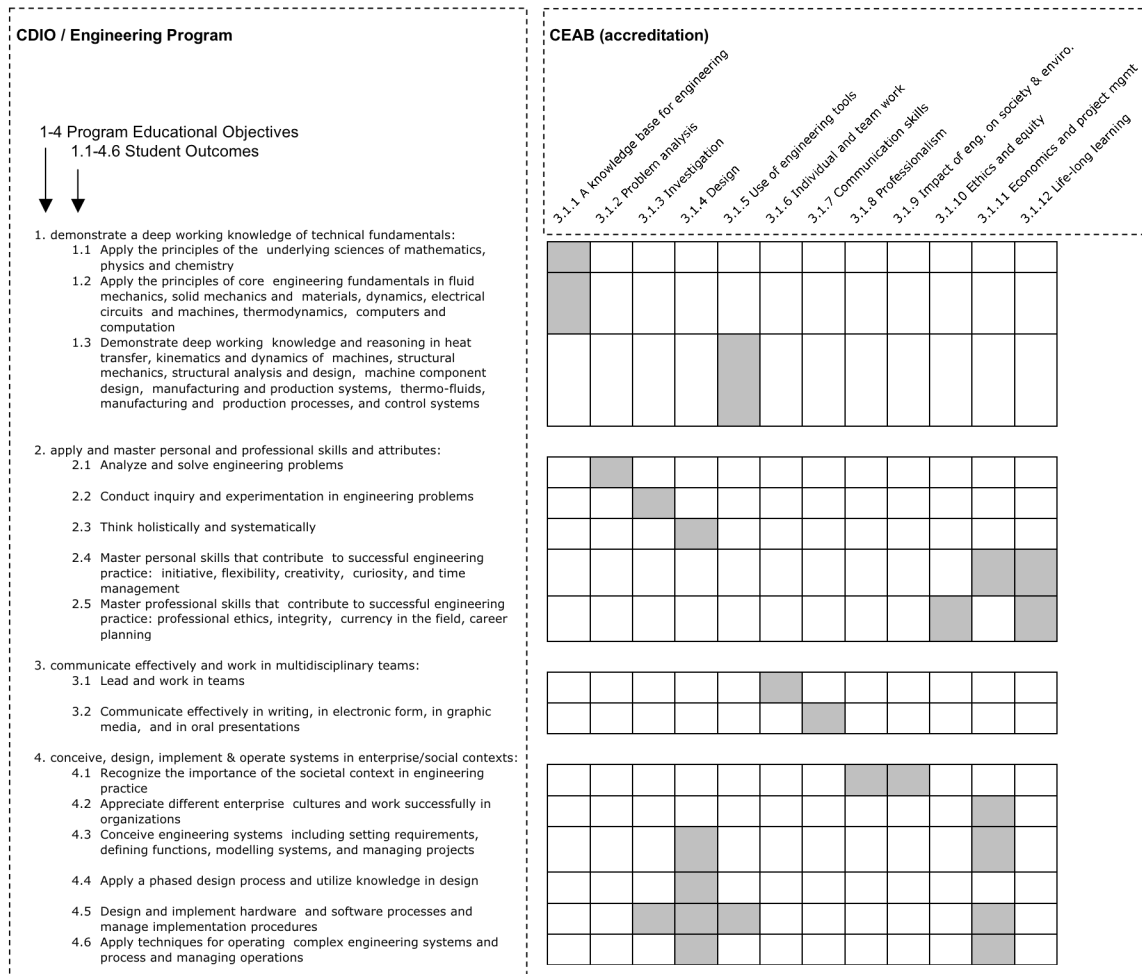 CDIO / Engineering Program
CEAB (accreditation)
1-4 Program Educational Objectives
1.1-4.6 Student Outcomes
3.1.1 A knowledge base for engineering
3.1.2 Problem analysis
3.1.3 Investigation
3.1.4 Design
3.1.5 Use of engineering tools
3.1.6 Individual and team work
3.1.7 Communication skills
3.1.8 Professionalism
3.1.9 Impact of eng. on society & enviro.
3.1.10 Ethics and equity
3.1.11 Economics and project mgmt
3.1.12 Life-long learning
1. demonstrate a deep working knowledge of technical fundamentals:
1.1 Apply the principles of the underlying sciences of mathematics,
physics and chemistry
1.2 Apply the principles of core engineering fundamentals in fluid
mechanics, solid mechanics and materials, dynamics, electrical
circuits and machines, thermodynamics, computers and
computation
1.3 Demonstrate deep working knowledge and reasoning in heat
transfer, kinematics and dynamics of machines, structural
mechanics, structural analysis and design, machine component
design, manufacturing and production systems, thermo-fluids,
manufacturing and production processes, and control systems
2. apply and master personal and professional skills and attributes:
2.1 Analyze and solve engineering problems
2.2 Conduct inquiry and experimentation in engineering problems
2.3 Think holistically and systematically
2.4 Master personal skills that contribute to successful engineering
practice: initiative, flexibility, creativity, curiosity, and time
management
2.5 Master professional skills that contribute to successful engineering
practice: professional ethics, integrity, currency in the field, career
planning
3. communicate effectively and work in multidisciplinary teams:
3.1 Lead and work in teams
3.2 Communicate effectively in writing, in electronic form, in graphic
media, and in oral presentations
4. conceive, design, implement & operate systems in enterprise/social contexts:
4.1 Recognize the importance of the societal context in engineering
practice
4.2 Appreciate different enterprise cultures and work successfully in
organizations
4.3 Conceive engineering systems including setting requirements,
defining functions, modelling systems, and managing projects
4.4 Apply a phased design process and utilize knowledge in design
4.5 Design and implement hardware and software processes and
manage implementation procedures
4.6 Apply techniques for operating complex engineering systems and
process and managing operations